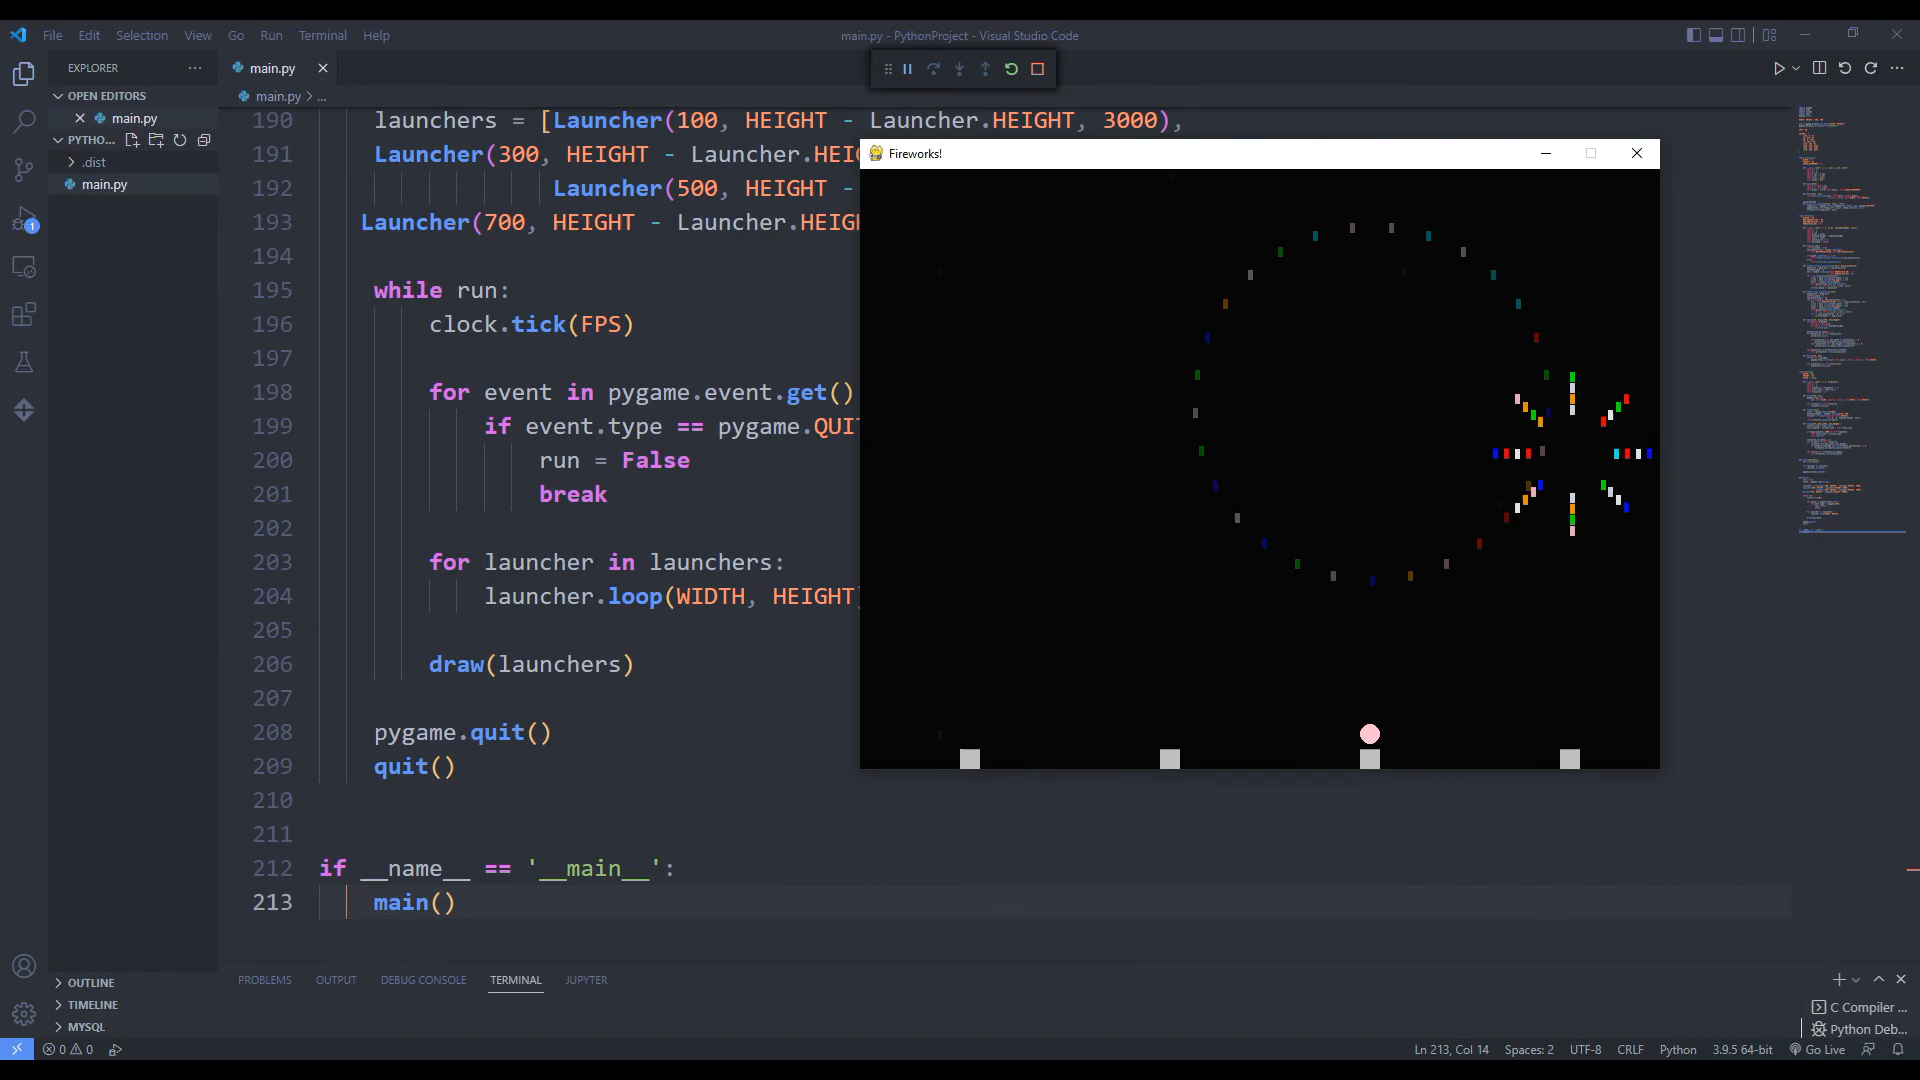 File Edit Selection View Go Run Terminal Help
main.py - PythonProject - Visual Studio Code
EXPLORER
OPEN EDITORS
main.py
PYTHO...
.dist
main.py
OUTLINE
TIMELINE
MYSQL
main.py
main.py > ...
190 launchers = [Launcher(100, HEIGHT - Launcher.HEIGHT, 3000),
191 Launcher(300, HEIGHT - Launcher.HEIG
192 Launcher(500, HEIGHT -
193 Launcher(700, HEIGHT - Launcher.HEIGH
194
195 while run:
196 clock.tick(FPS)
197
198 for event in pygame.event.get()
199 if event.type == pygame.QUIT
200 run = False
201 break
202
203 for launcher in launchers:
204 launcher.loop(WIDTH, HEIGHT)
205
206 draw(launchers)
207
208 pygame.quit()
209 quit()
210
211
212 if __name__ == '__main__':
213 main()
Fireworks!
PROBLEMS OUTPUT DEBUG CONSOLE TERMINAL JUPYTER
C Compiler ...
Python Deb...
0 0
Ln 213, Col 14 Spaces: 2 UTF-8 CRLF Python 3.9.5 64-bit Go Live
1